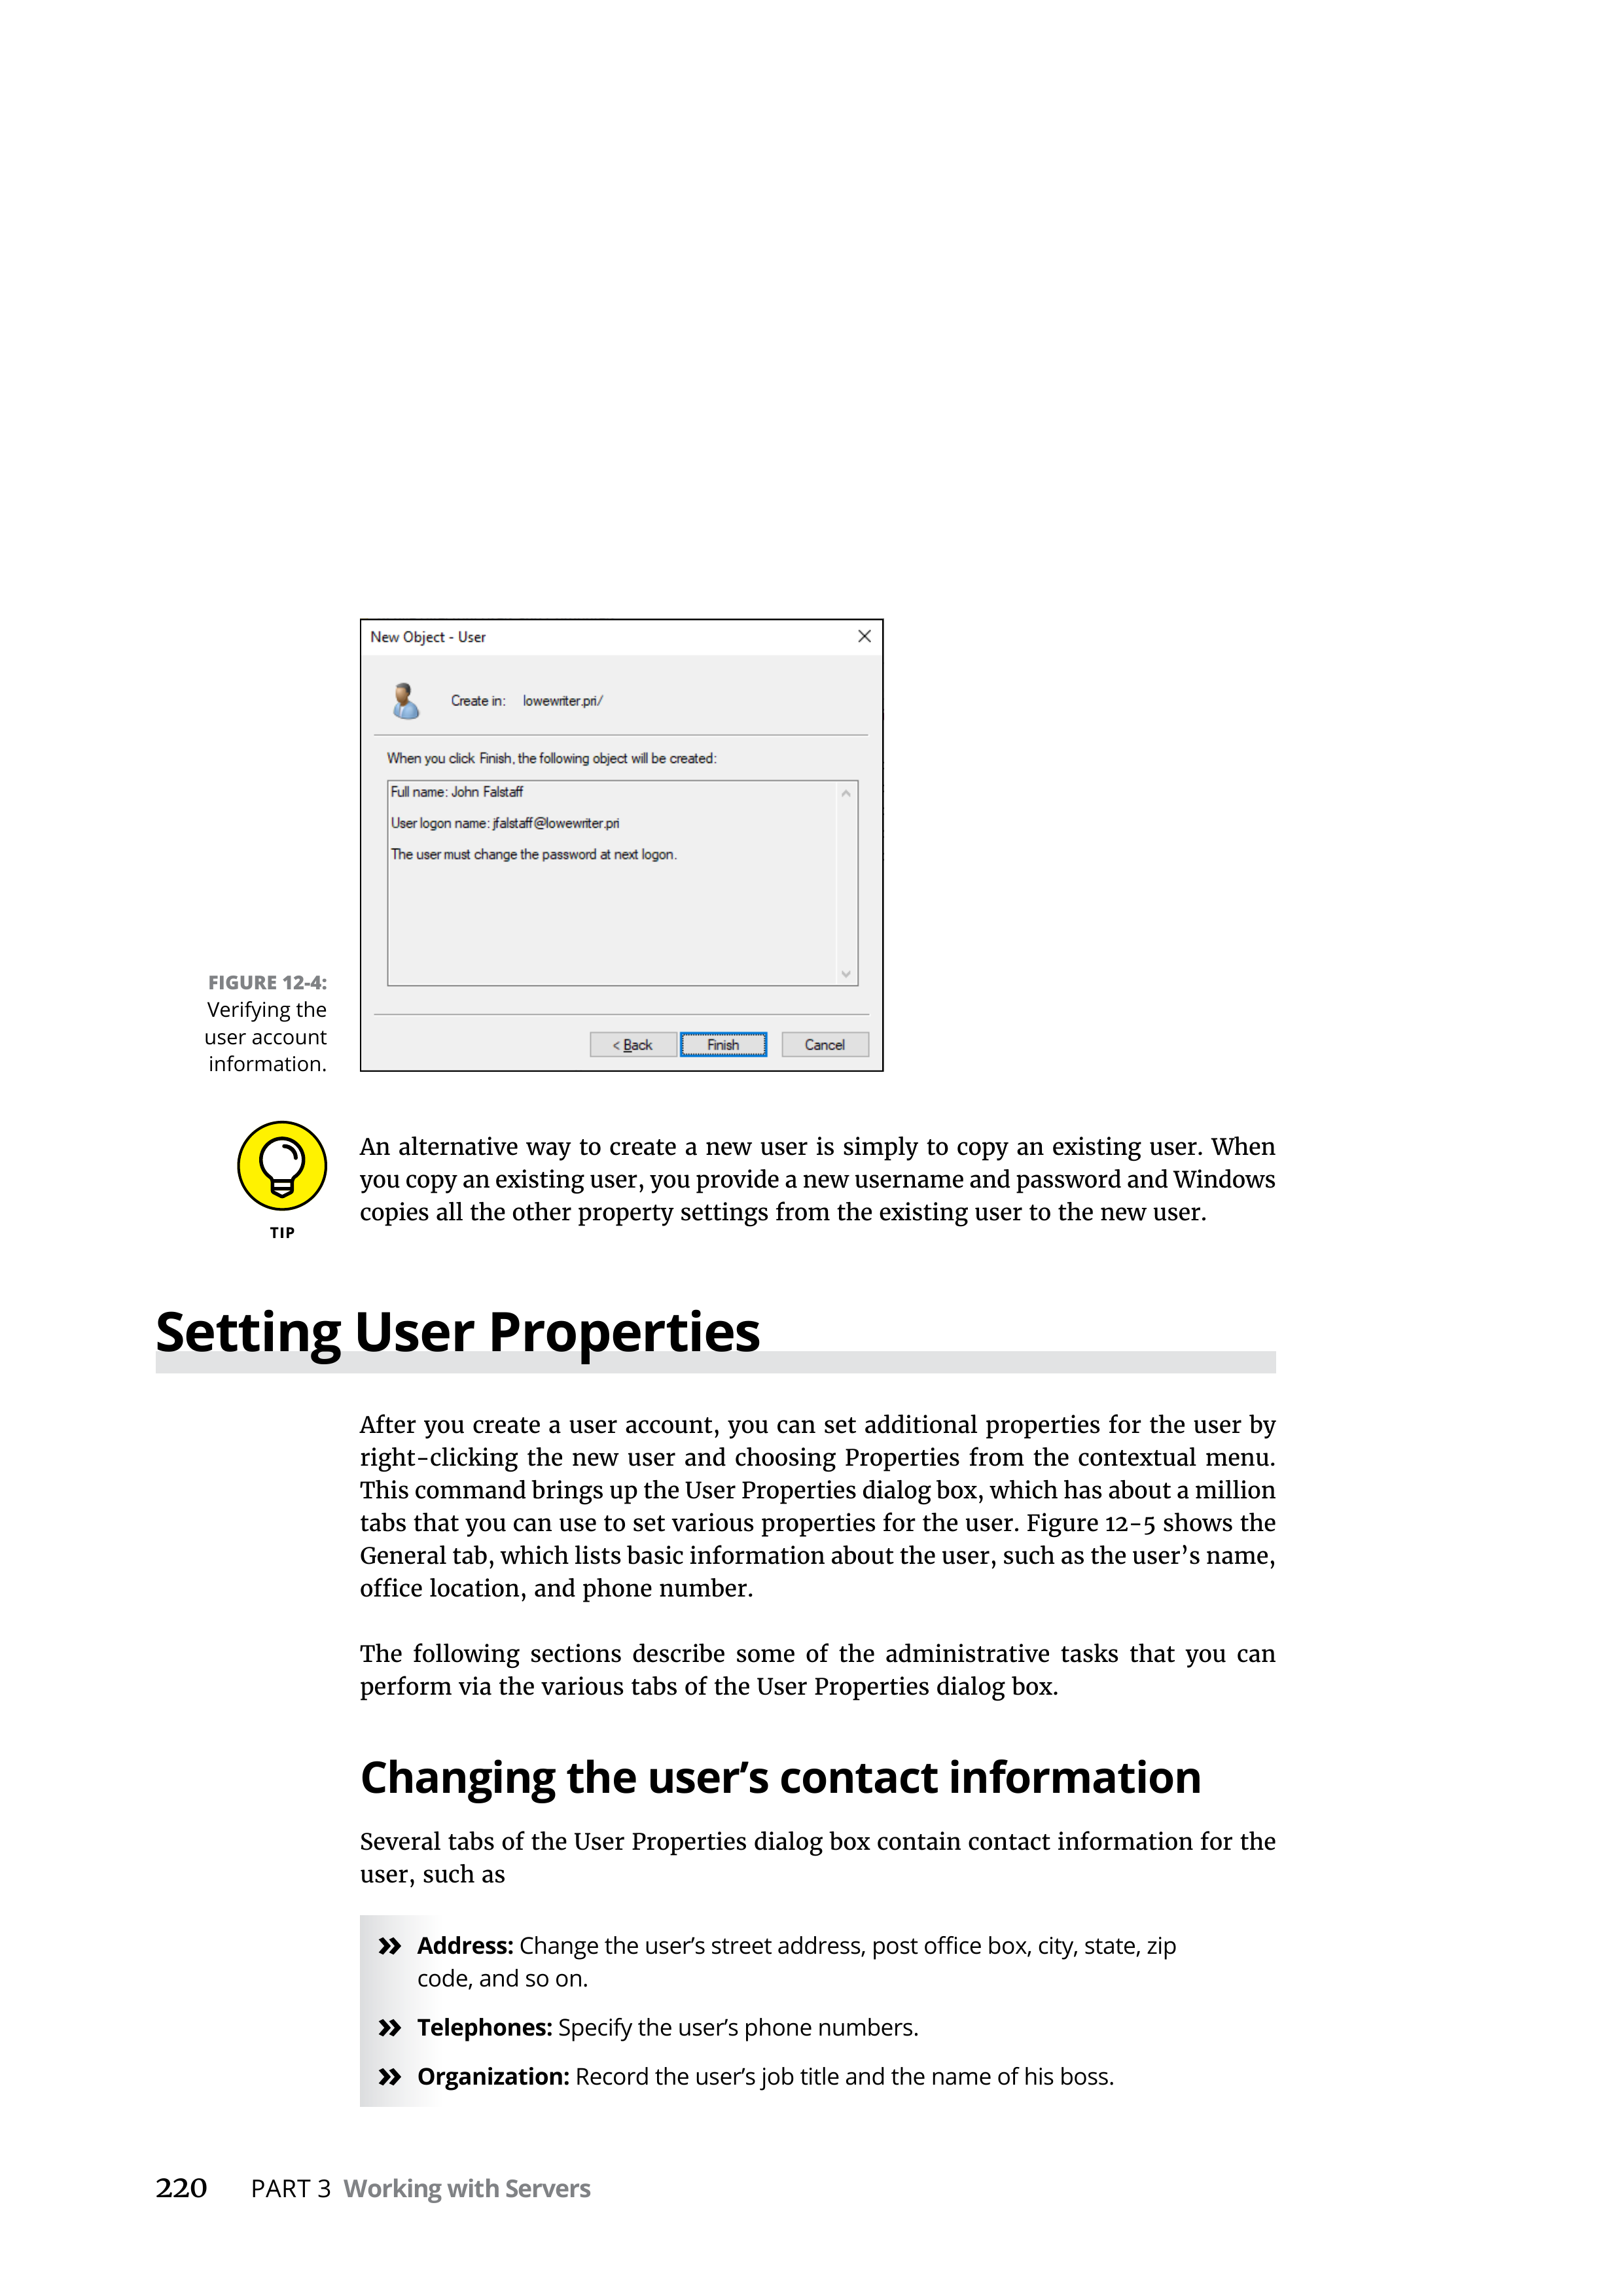 New Object - User
Create in: lowewriter.pri/
When you click Finish, the following object will be created:
Full name: John Falstaff
User logon name: jfalstaff@lowewriter.pri
The user must change the password at next logon.
< Back Finish Cancel
FIGURE 12-4:
Verifying the
user account
information.
An alternative way to create a new user is simply to copy an existing user. When
you copy an existing user, you provide a new username and password and Windows
copies all the other property settings from the existing user to the new user.
TIP
Setting User Properties
After you create a user account, you can set additional properties for the user by
right-clicking the new user and choosing Properties from the contextual menu.
This command brings up the User Properties dialog box, which has about a million
tabs that you can use to set various properties for the user. Figure 12-5 shows the
General tab, which lists basic information about the user, such as the user’s name,
office location, and phone number.
The following sections describe some of the administrative tasks that you can
perform via the various tabs of the User Properties dialog box.
Changing the user’s contact information
Several tabs of the User Properties dialog box contain contact information for the
user, such as
» Address: Change the user’s street address, post office box, city, state, zip
code, and so on.
» Telephones: Specify the user’s phone numbers.
» Organization: Record the user’s job title and the name of his boss.
220 PART 3 Working with Servers